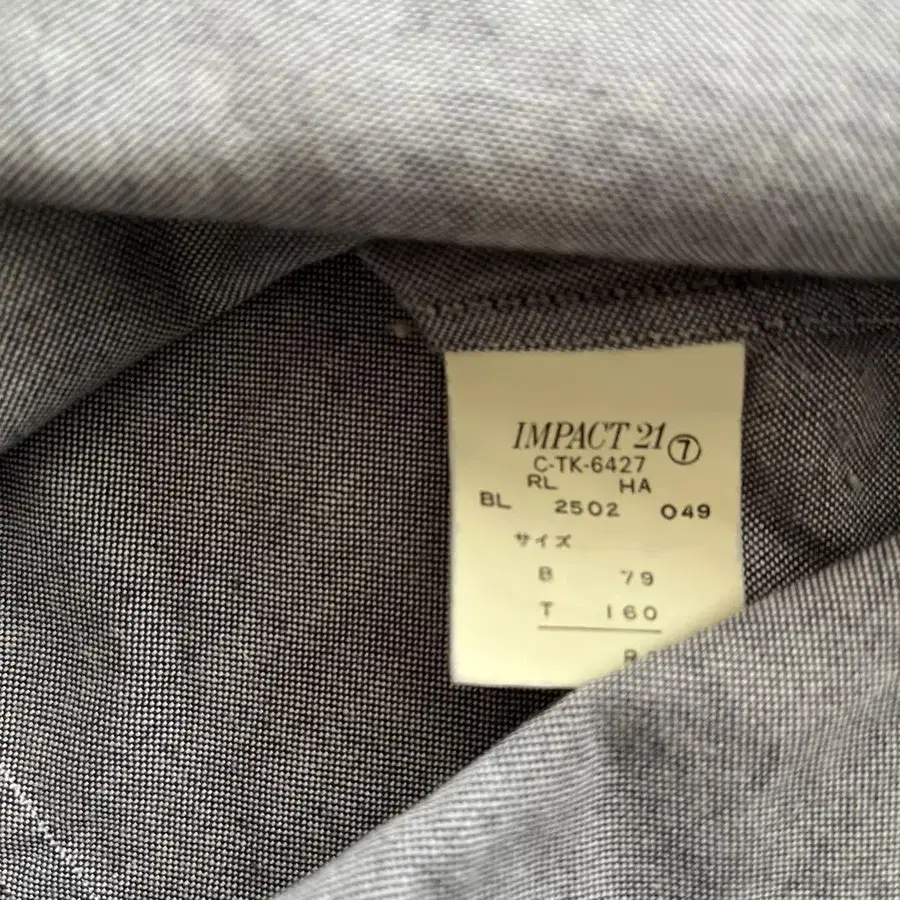 IMPACT 21 ⑦
C-TK-6427
RL HA
BL 2502 049
サイズ
B 79
T 160